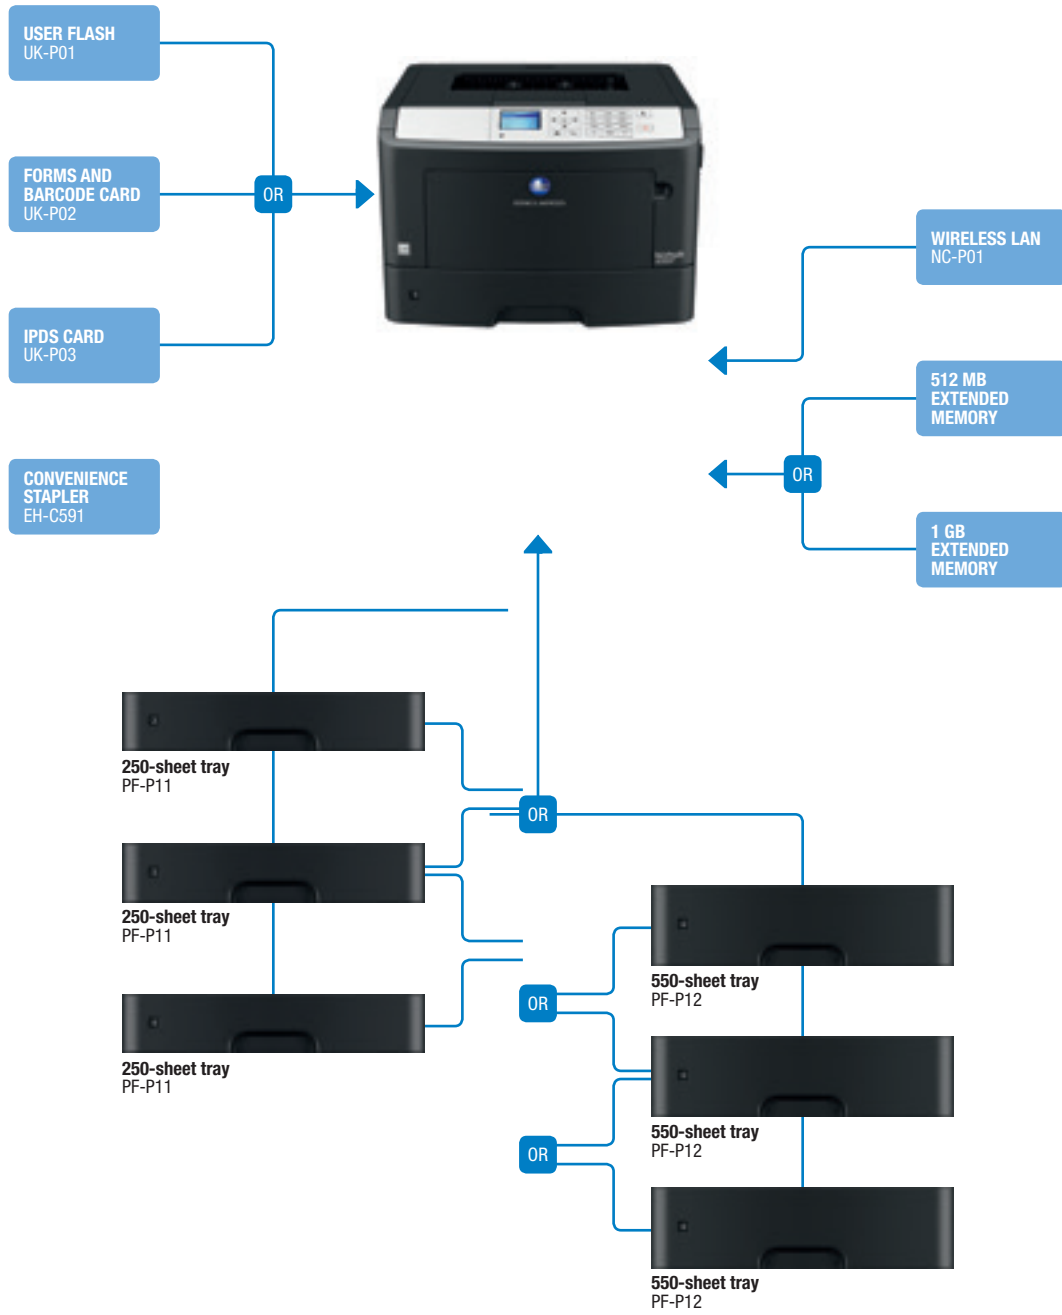 USER FLASH
UK-P01
FORMS AND
BARCODE CARD
UK-P02
OR
IPDS CARD
UK-P03
WIRELESS LAN
NC-P01
512 MB
EXTENDED
MEMORY
OR
CONVENIENCE
STAPLER
EH-C591
1 GB
EXTENDED
MEMORY
250-sheet tray
PF-P11
OR
250-sheet tray
PF-P11
550-sheet tray
PF-P12
OR
250-sheet tray
PF-P11
550-sheet tray
PF-P12
OR
550-sheet tray
PF-P12